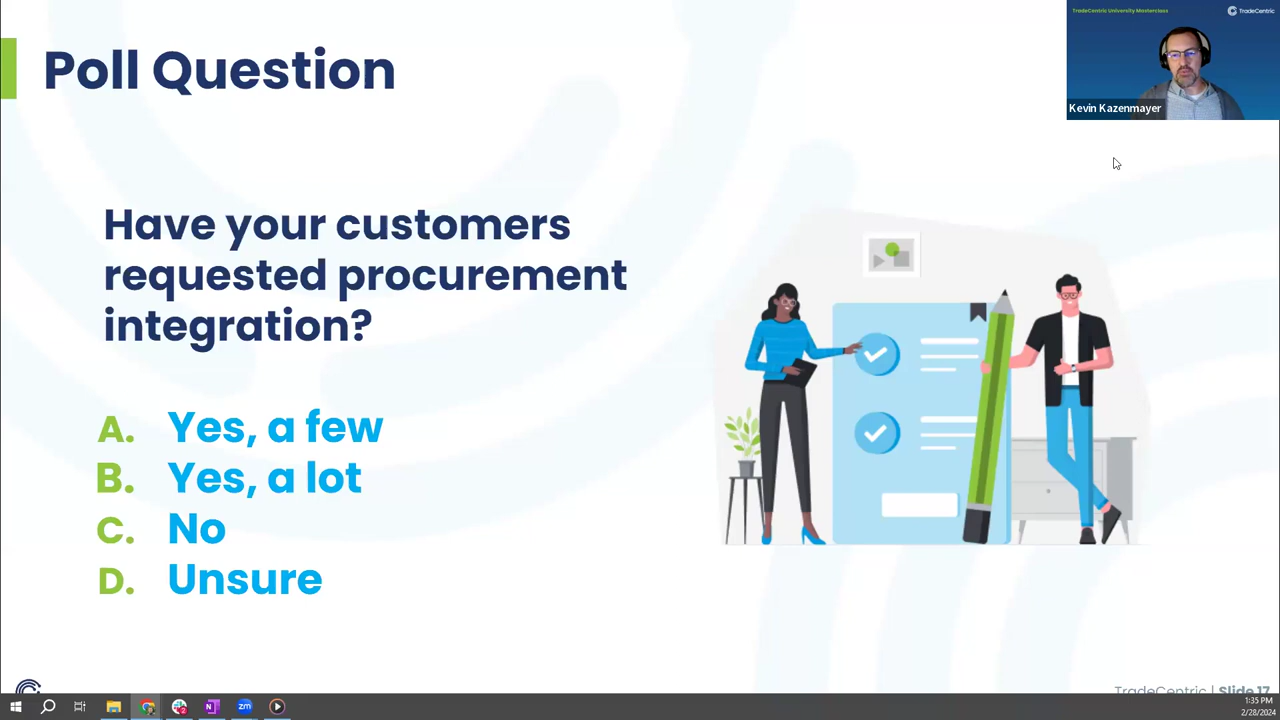 Poll Question
TradeCentric University Masterclass
TradeCentric
Kevin Kazenmayer
Have your customers
requested procurement
integration?
A. Yes, a few
B. Yes, a lot
C. No
D. Unsure
TradeCentric | Slide 17
1:35 PM
2/28/2024